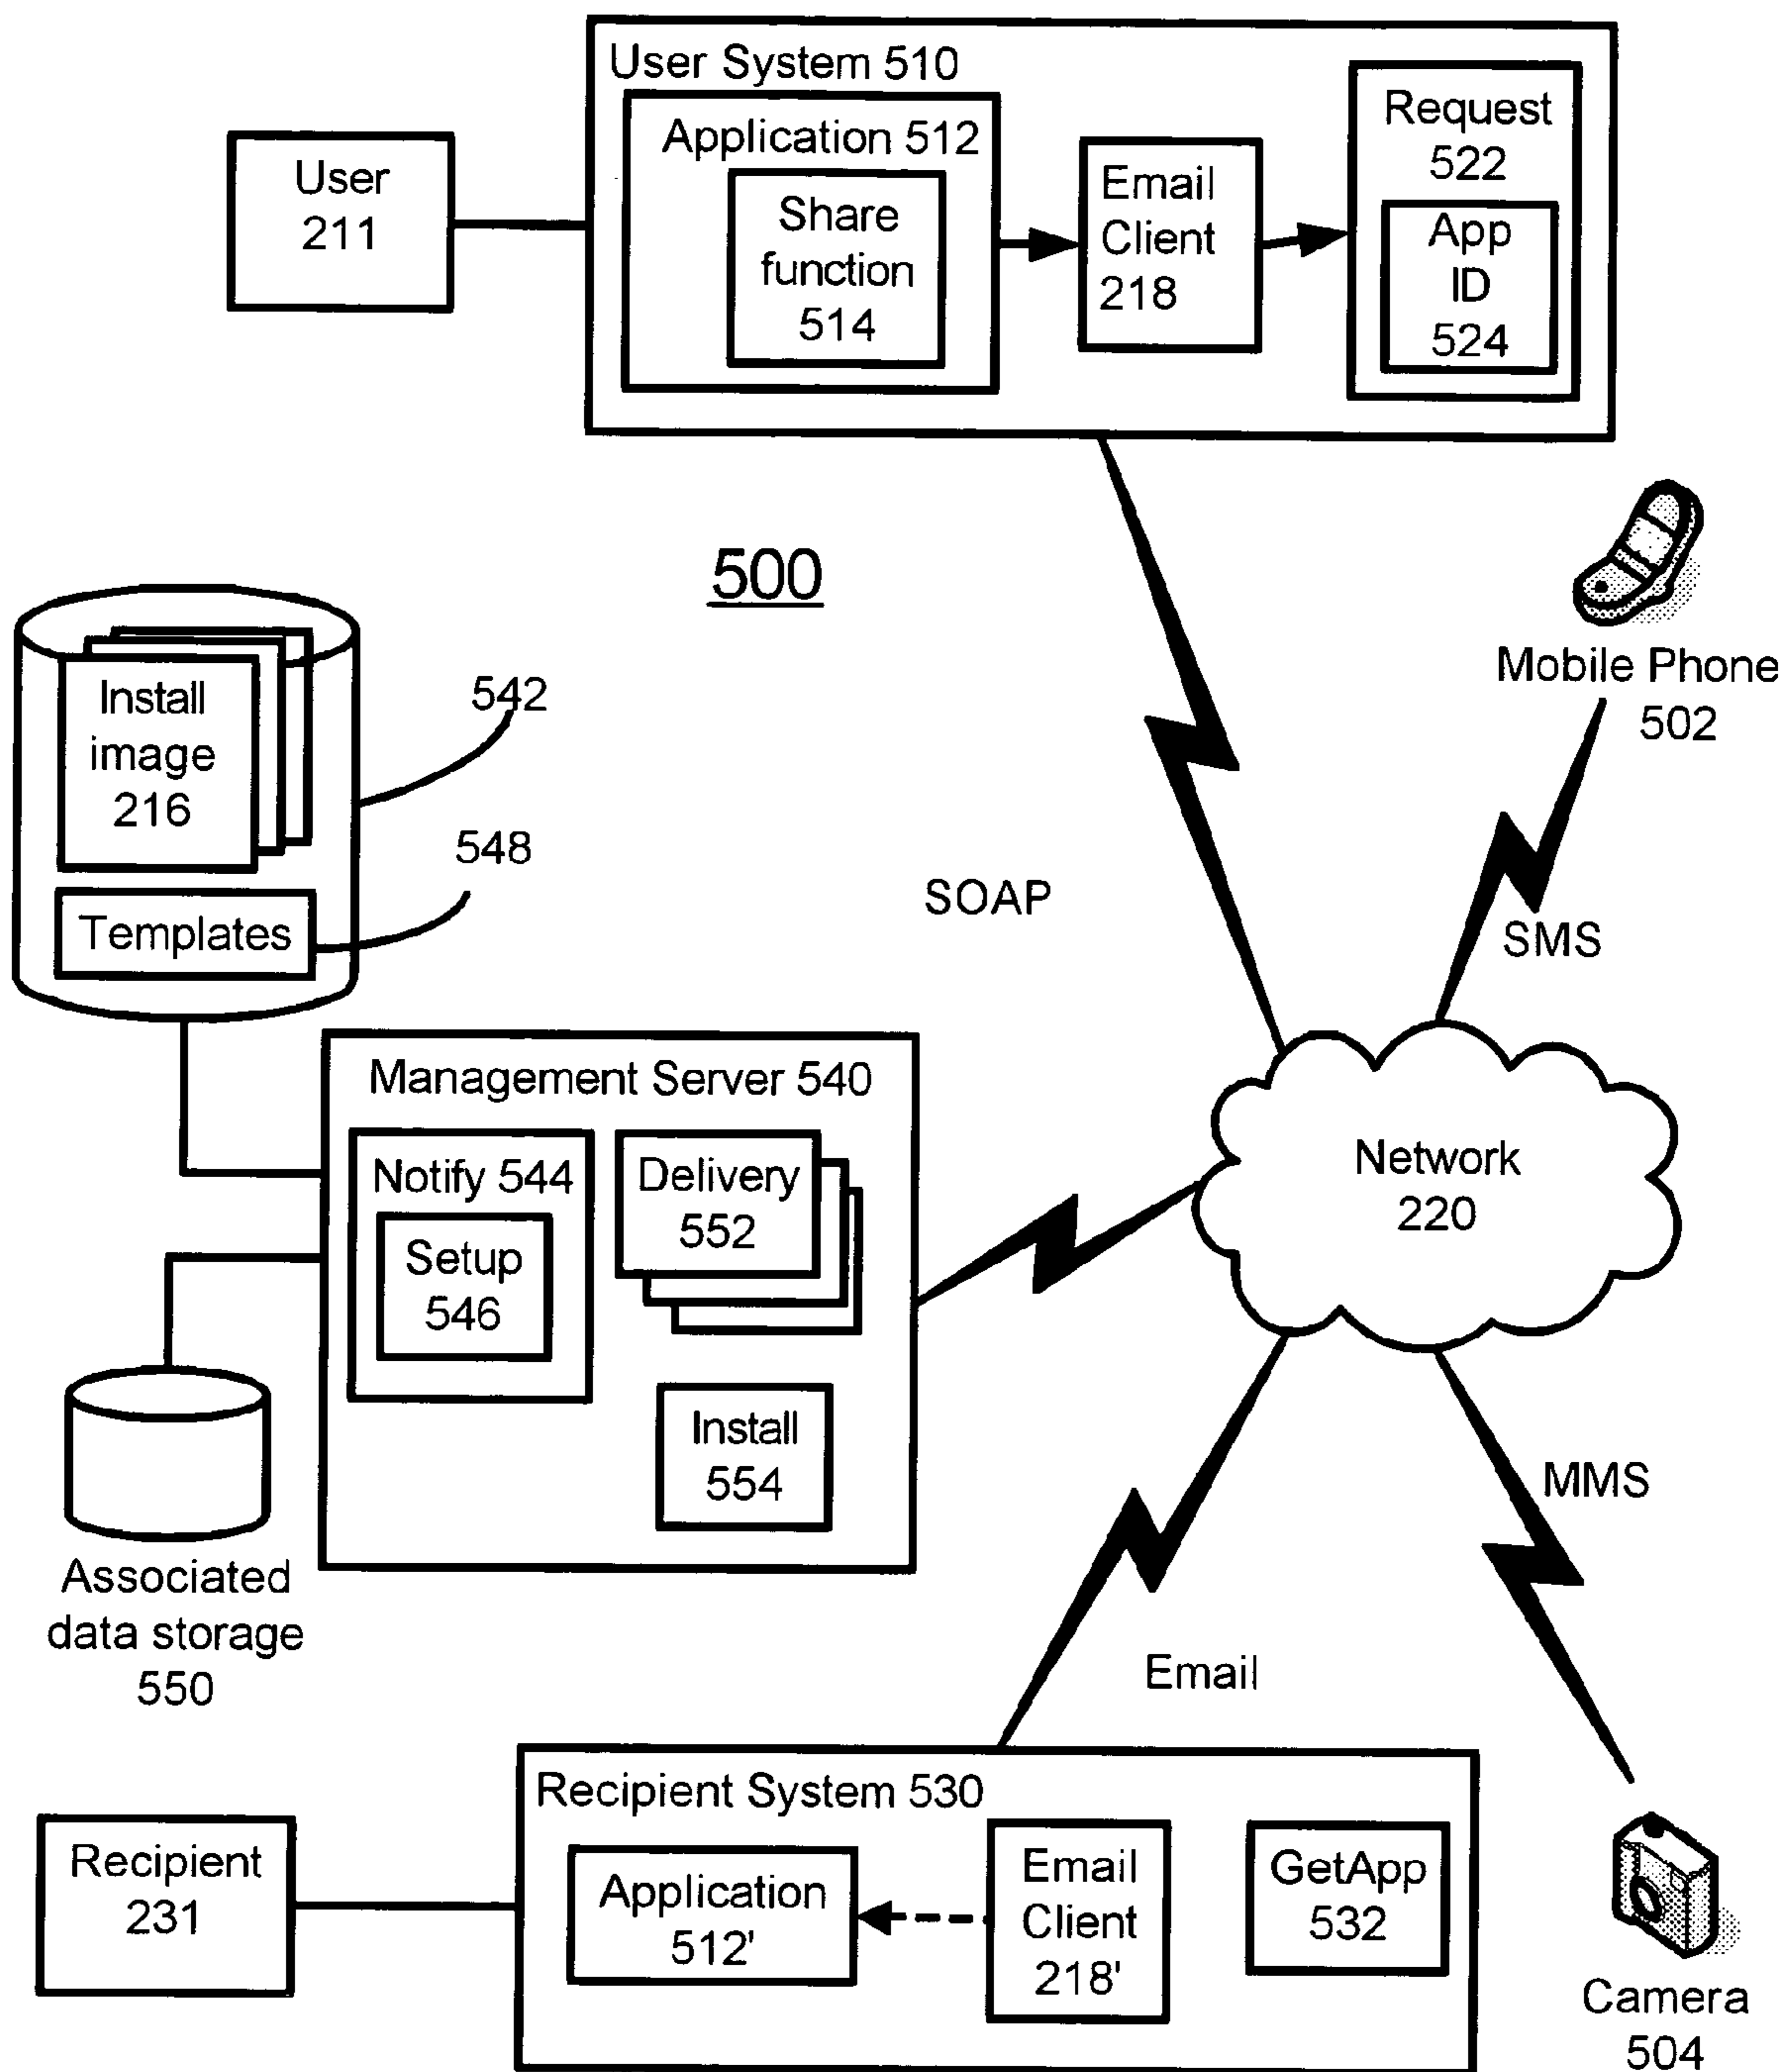 User System 510
Application 512
Share
function
514
Email
Client
218
Request
522
App
ID
524
User
211
500
Mobile Phone
502
Install
image
216
542
548
Templates
SOAP
SMS
Management Server 540
Notify 544
Setup
546
Delivery
552
Install
554
Network
220
Associated
data storage
550
MMS
Email
Recipient System 530
Recipient
231
Application
512'
Email
Client
218'
GetApp
532
Camera
504